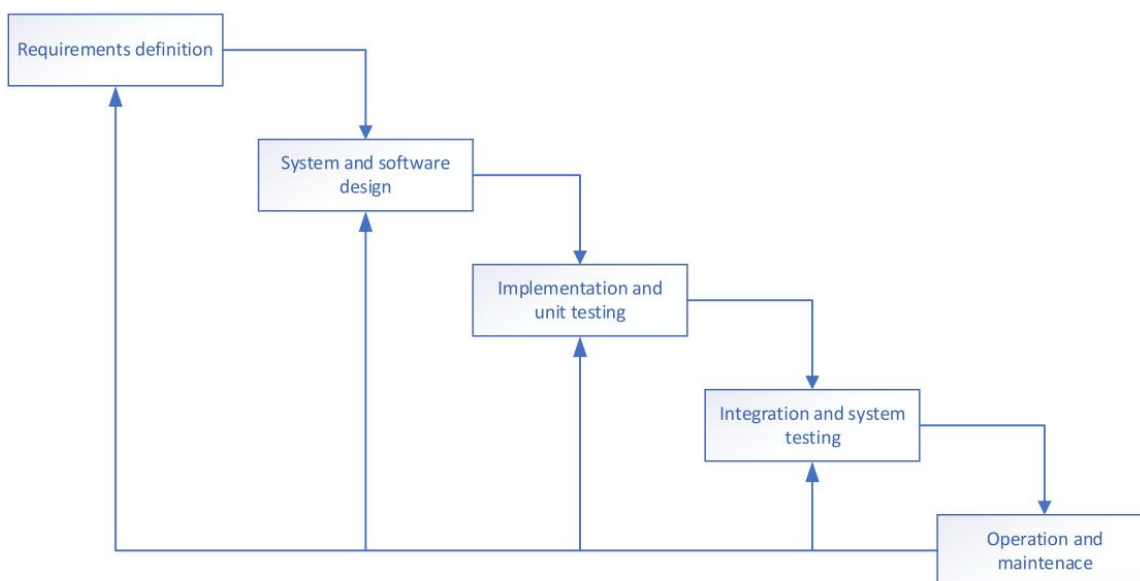 Requirements definition
System and software
design
Implementation and
unit testing
Integration and system
testing
Operation and
maintenace